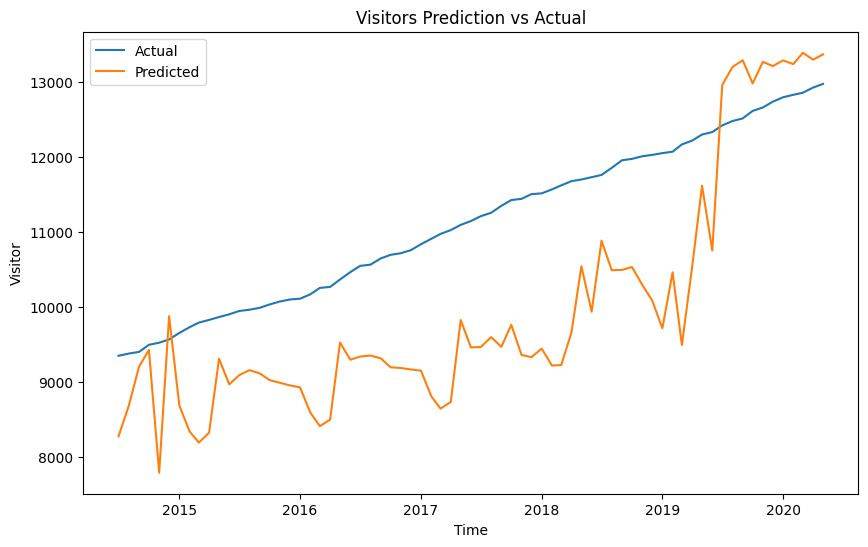 Visitors Prediction vs Actual
Actual
Predicted
13000
12000
11000
10000
9000
8000
Visitor
2015 2016 2017 2018 2019 2020
Time